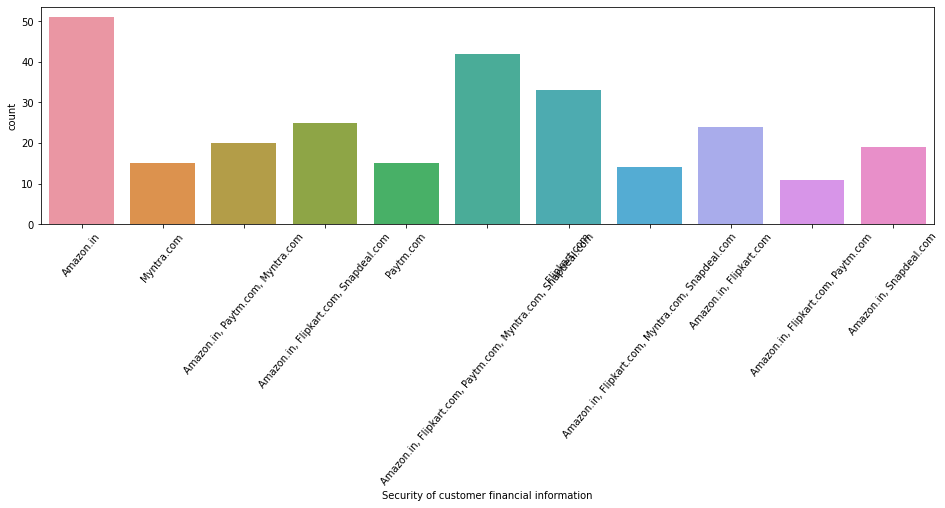 50
40
30
20
10
0
count
Amazon.in
Myntra.com
Amazon.in, Paytm.com, Myntra.com
Amazon.in, Flipkart.com, Snapdeal.com
Paytm.com
Amazon.in, Flipkart.com, Paytm.com, Myntra.com, Snapdeal.com
Flipkart.com
Amazon.in, Flipkart.com, Myntra.com, Snapdeal.com
Amazon.in, Flipkart.com
Amazon.in, Flipkart.com, Paytm.com
Amazon.in, Snapdeal.com
Security of customer financial information